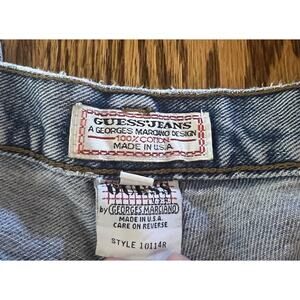 GUESS JEANS
A GEORGES MARCIANO DESIGN
100% COTTON
MADE IN U.S.A.
GUESS
U.S.A.
by GEORGES MARCIANO
MADE IN U.S.A.
CARE ON REVERSE
STYLE 10114R